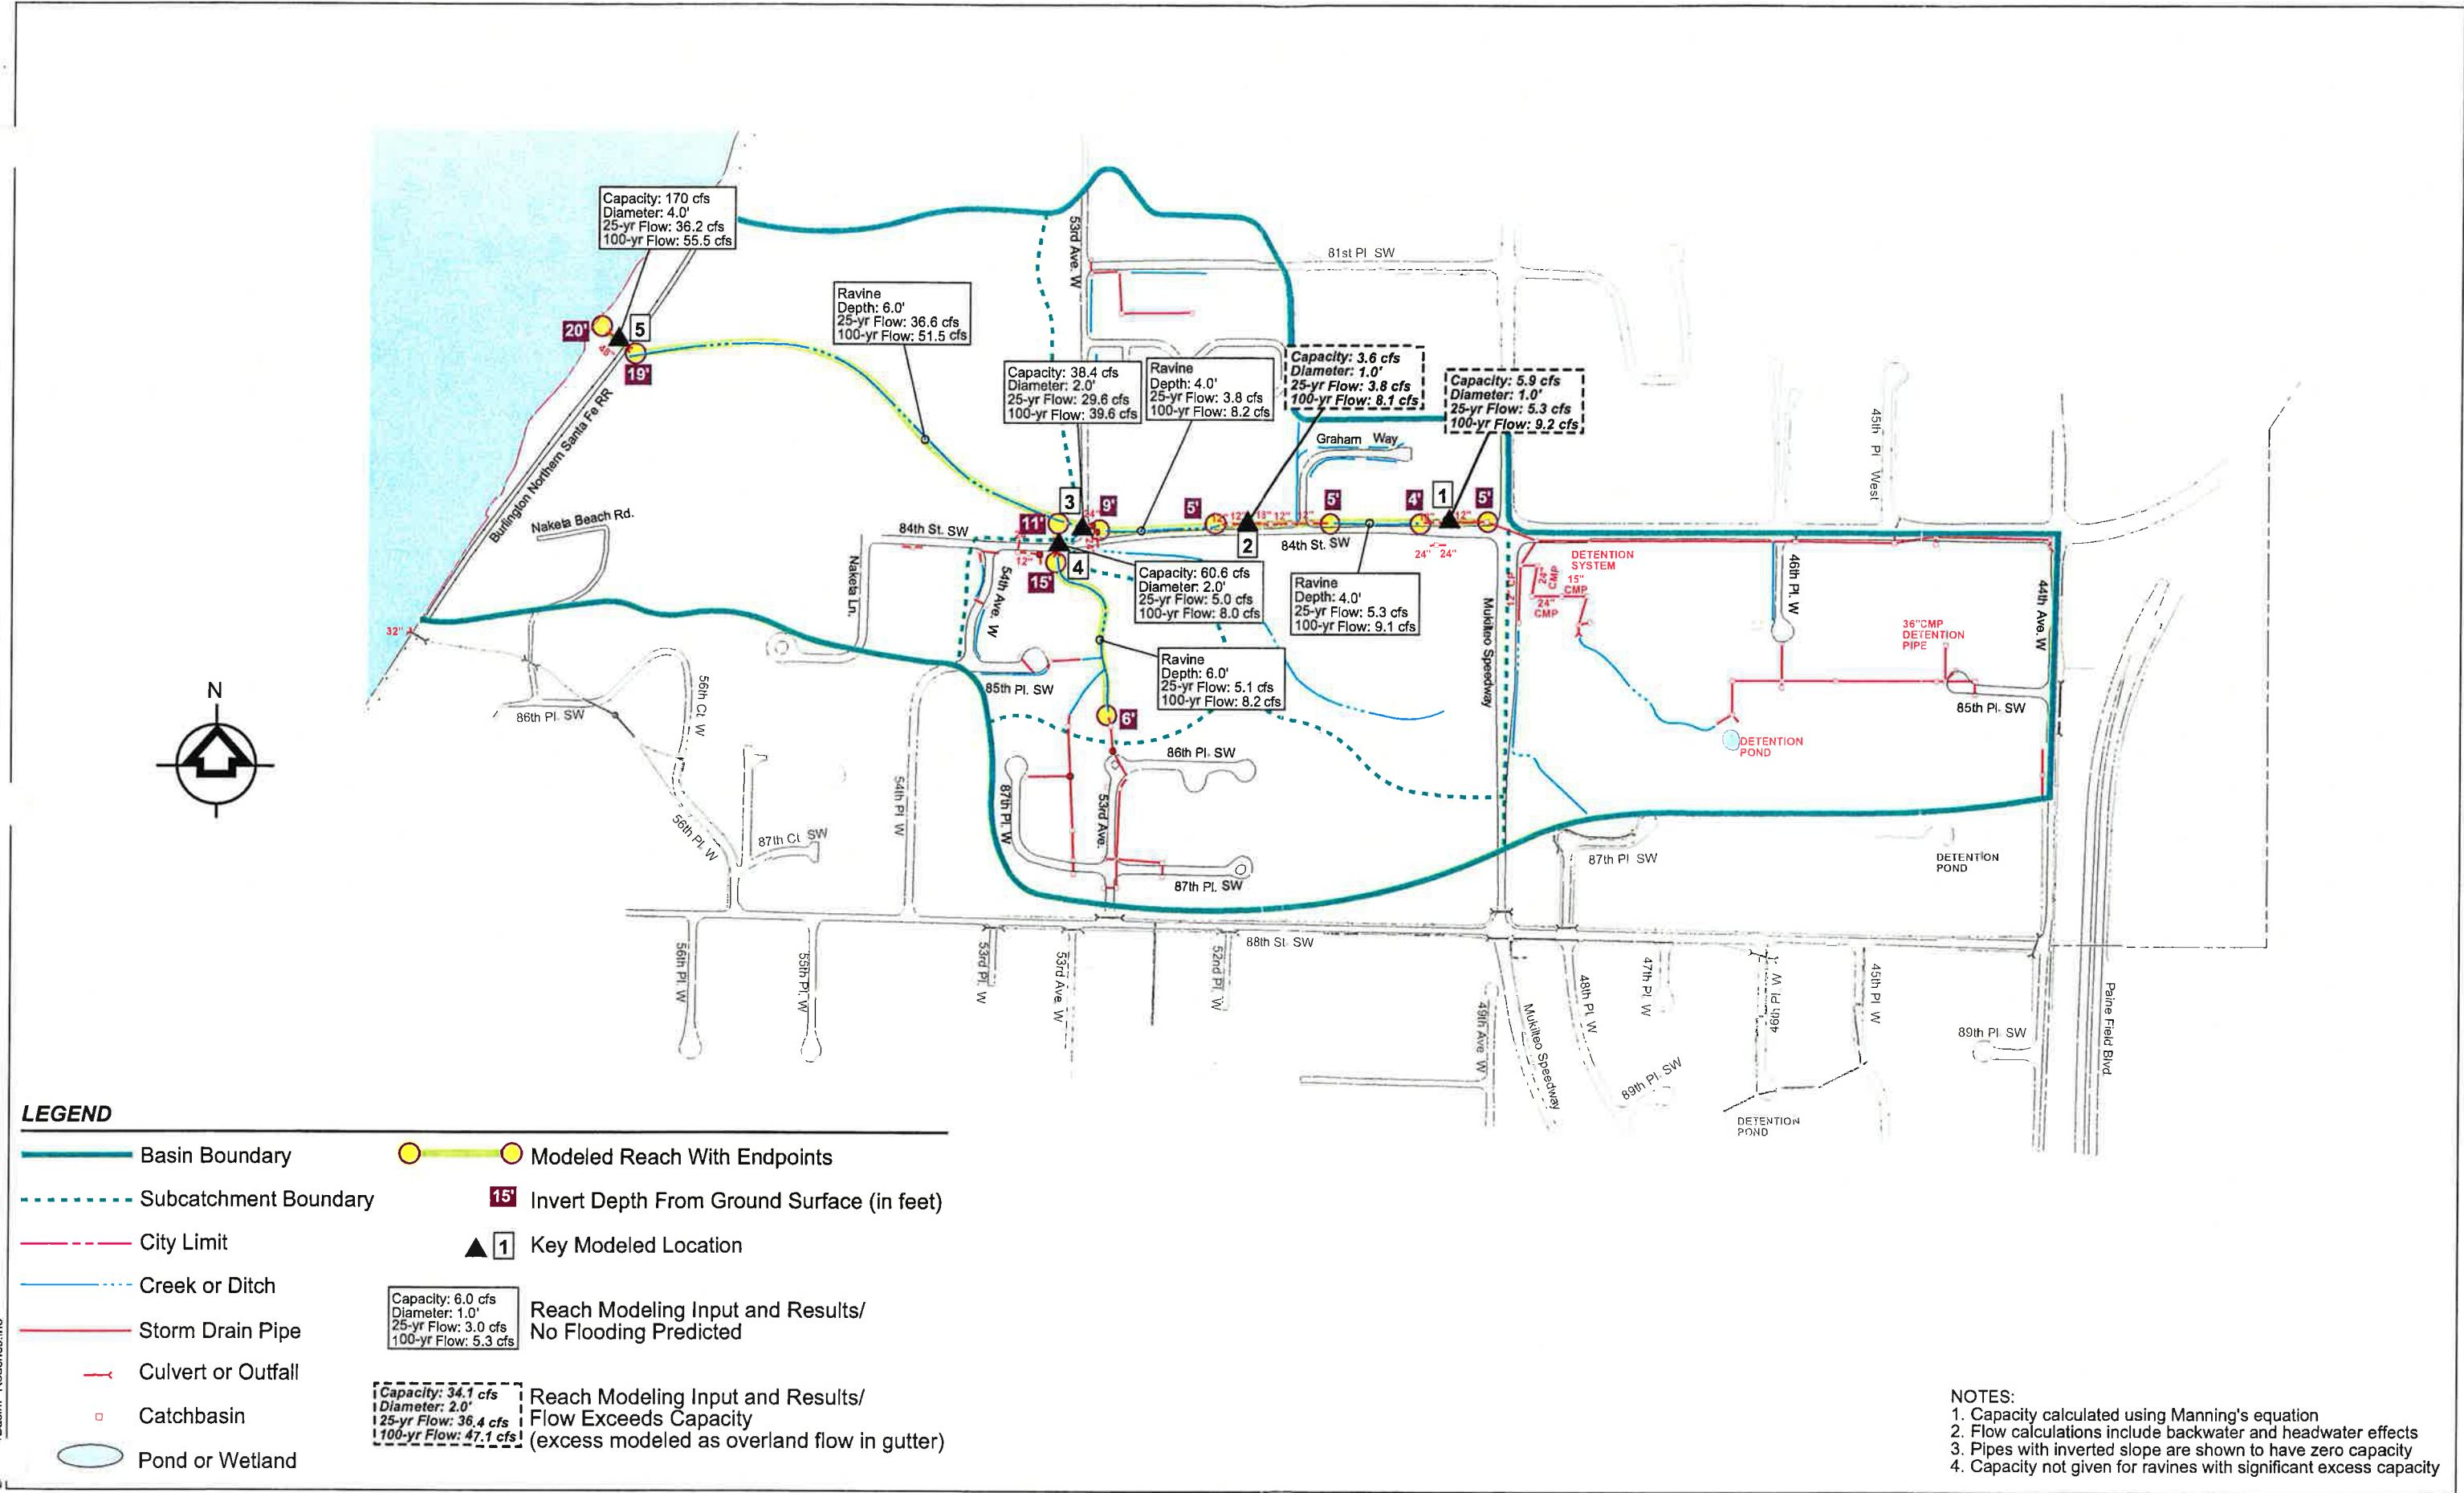 Capacity: 170 cfs
Diameter: 4.0'
25-yr Flow: 36.2 cfs
100-yr Flow: 55.5 cfs
53rd Ave. W
81st Pl SW
Ravine
Depth: 6.0'
25-yr Flow: 36.6 cfs
100-yr Flow: 51.5 cfs
20'
5
48"
19'
Capacity: 38.4 cfs
Diameter: 2.0'
25-yr Flow: 29.6 cfs
100-yr Flow: 39.6 cfs
Ravine
Depth: 4.0'
25-yr Flow: 3.8 cfs
100-yr Flow: 8.2 cfs
Capacity: 3.6 cfs
Diameter: 1.0'
25-yr Flow: 3.8 cfs
100-yr Flow: 8.1 cfs
Capacity: 5.9 cfs
Diameter: 1.0'
25-yr Flow: 5.3 cfs
100-yr Flow: 9.2 cfs
Burlington Northern Santa Fe RR
Graham Way
45th Pl West
Naketa Beach Rd.
84th St. SW
11'
3
24"
9'
5'
12" 12" 18" 12" 12"
2
84th St. SW
5'
4'
1
12"
5'
24" 24"
12"
15'
4
Naketa Ln.
54th Ave. W
Capacity: 60.6 cfs
Diameter: 2.0'
25-yr Flow: 5.0 cfs
100-yr Flow: 8.0 cfs
Ravine
Depth: 4.0'
25-yr Flow: 5.3 cfs
100-yr Flow: 9.1 cfs
Mukilteo Speedway
DETENTION
SYSTEM
24"
CMP
15"
CMP
24"
CMP
46th Pl. W
44th Ave. W
36"CMP
DETENTION
PIPE
32"
Ravine
Depth: 6.0'
25-yr Flow: 5.1 cfs
100-yr Flow: 8.2 cfs
85th Pl. SW
85th Pl. SW
6'
86th Pl. SW
56th Ct W
DETENTION
POND
N
86th Pl. SW
54th Pl. W
87th Pl. W
53rd Ave.
56th Pl. W
87th Ct SW
87th Pl SW
DETENTION
POND
87th Pl. SW
88th St. SW
56th Pl. W
55th Pl. W
53rd Pl. W
53rd Ave. W
52nd Pl. W
49th Ave W
Mukilteo Speedway
48th Pl. W
47th Pl. W
46th Pl. W
45th Pl W
89th Pl. SW
89th Pl. SW
Paine Field Blvd.
DETENTION
POND
LEGEND
Basin Boundary
Subcatchment Boundary
City Limit
Creek or Ditch
Storm Drain Pipe
Culvert or Outfall
Catchbasin
Pond or Wetland
Modeled Reach With Endpoints
15' Invert Depth From Ground Surface (in feet)
1 Key Modeled Location
Capacity: 6.0 cfs
Diameter: 1.0'
25-yr Flow: 3.0 cfs
100-yr Flow: 5.3 cfs
Reach Modeling Input and Results/
No Flooding Predicted
Capacity: 34.1 cfs
Diameter: 2.0'
25-yr Flow: 36.4 cfs
100-yr Flow: 47.1 cfs
Reach Modeling Input and Results/
Flow Exceeds Capacity
(excess modeled as overland flow in gutter)
NOTES:
1. Capacity calculated using Manning's equation
2. Flow calculations include backwater and headwater effects
3. Pipes with inverted slope are shown to have zero capacity
4. Capacity not given for ravines with significant excess capacity